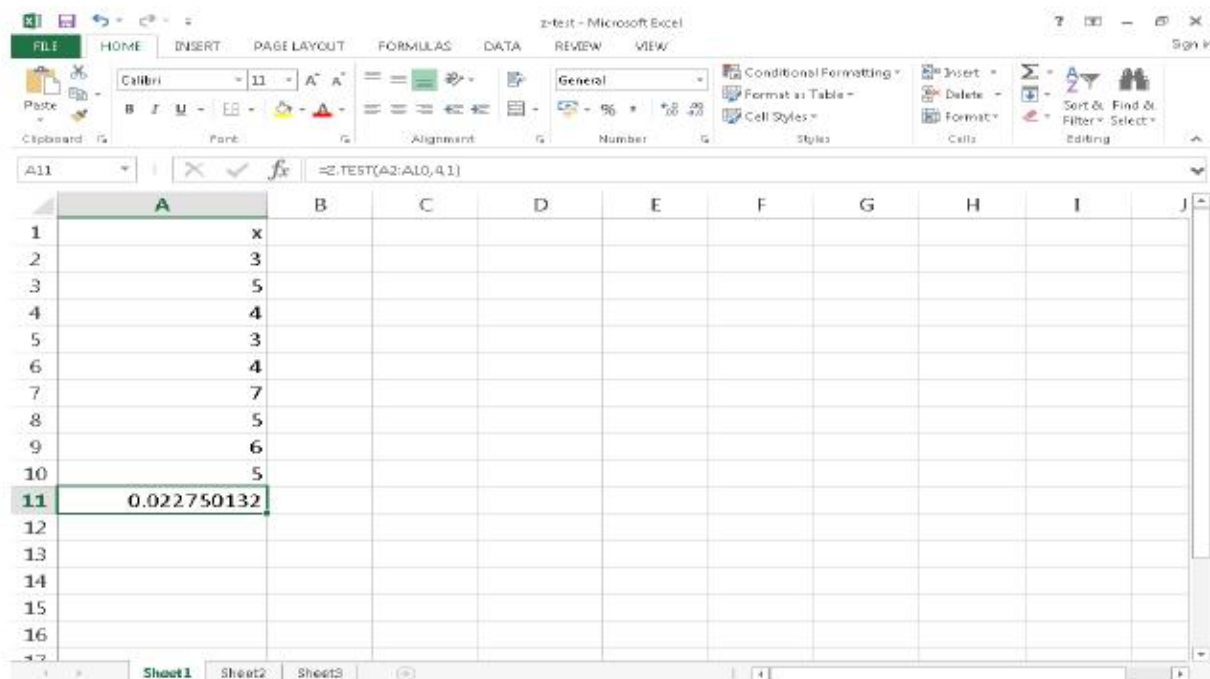 z-test - Microsoft Excel
FILE HOME INSERT PAGE LAYOUT FORMULAS DATA REVIEW VIEW
Paste
Calibri 11 A A
B I U A
General
%
Conditional Formatting
Format as Table
Cell Styles
Insert
Delete
Format
Sort & Filter
Find & Select
Clipboard Font Alignment Number Styles Cells Editing
A11 fx =Z.TEST(A2:A10,4,1)
A B C D E F G H I J
1 x
2 3
3 5
4 4
5 3
6 4
7 7
8 5
9 6
10 5
11 0.022750132
12
13
14
15
16
Sheet1 Sheet2 Sheet3